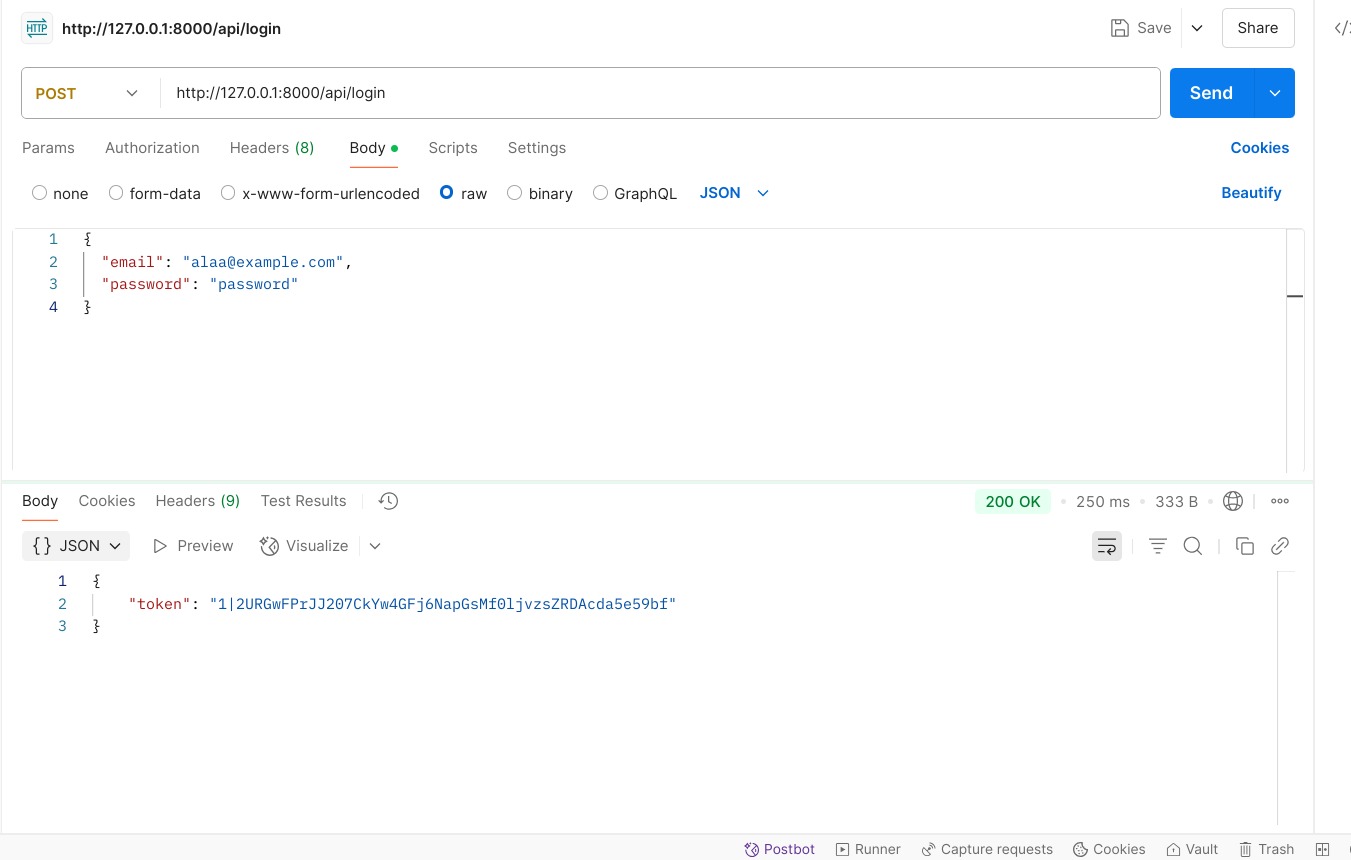 HTTP http://127.0.0.1:8000/api/login Save Share
POST http://127.0.0.1:8000/api/login Send
Params Authorization Headers (8) Body Scripts Settings Cookies
none form-data x-www-form-urlencoded raw binary GraphQL JSON Beautify
1 {
2 "email": "alaa@example.com",
3 "password": "password"
4 }
Body Cookies Headers (9) Test Results 200 OK 250 ms 333 B
{} JSON Preview Visualize
1 {
2 "token": "1|2URGwFPrJJ207CkYw4GFj6NapGsMf0ljvzsZRDAcda5e59bf"
3 }
Postbot Runner Capture requests Cookies Vault Trash